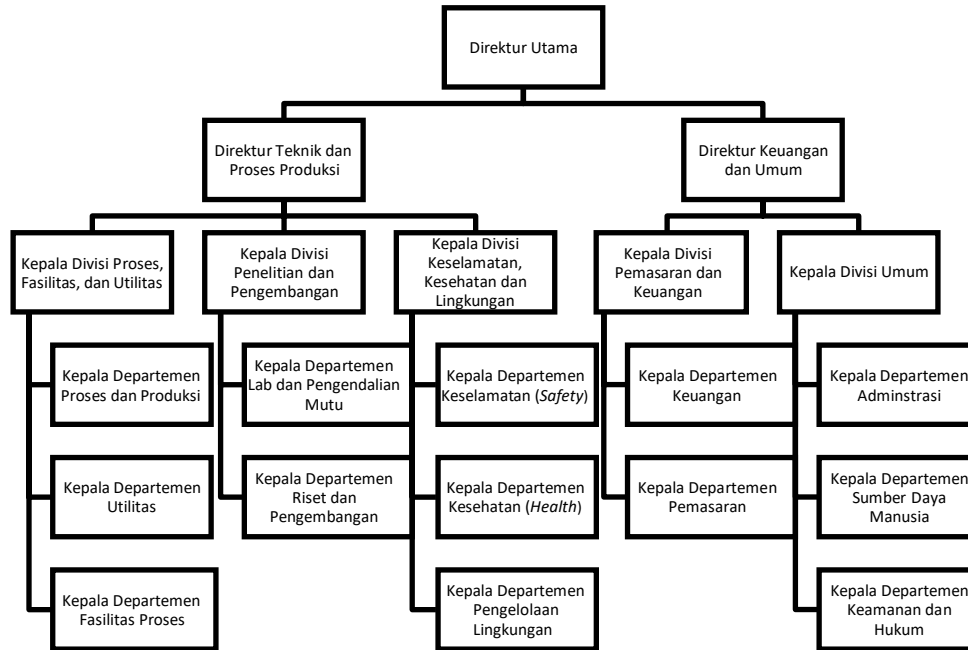 Direktur Utama
Direktur Teknik dan
Proses Produksi
Direktur Keuangan
dan Umum
Kepala Divisi Proses,
Fasilitas, dan Utilitas
Kepala Divisi
Penelitian dan
Pengembangan
Kepala Divisi
Keselamatan,
Kesehatan dan
Lingkungan
Kepala Divisi
Pemasaran dan
Keuangan
Kepala Divisi Umum
Kepala Departemen
Proses dan Produksi
Kepala Departemen
Lab dan Pengendalian
Mutu
Kepala Departemen
Keselamatan (Safety)
Kepala Departemen
Keuangan
Kepala Departemen
Adminstrasi
Kepala Departemen
Utilitas
Kepala Departemen
Riset dan
Pengembangan
Kepala Departemen
Kesehatan (Health)
Kepala Departemen
Pemasaran
Kepala Departemen
Sumber Daya
Manusia
Kepala Departemen
Fasilitas Proses
Kepala Departemen
Pengelolaan
Lingkungan
Kepala Departemen
Keamanan dan
Hukum